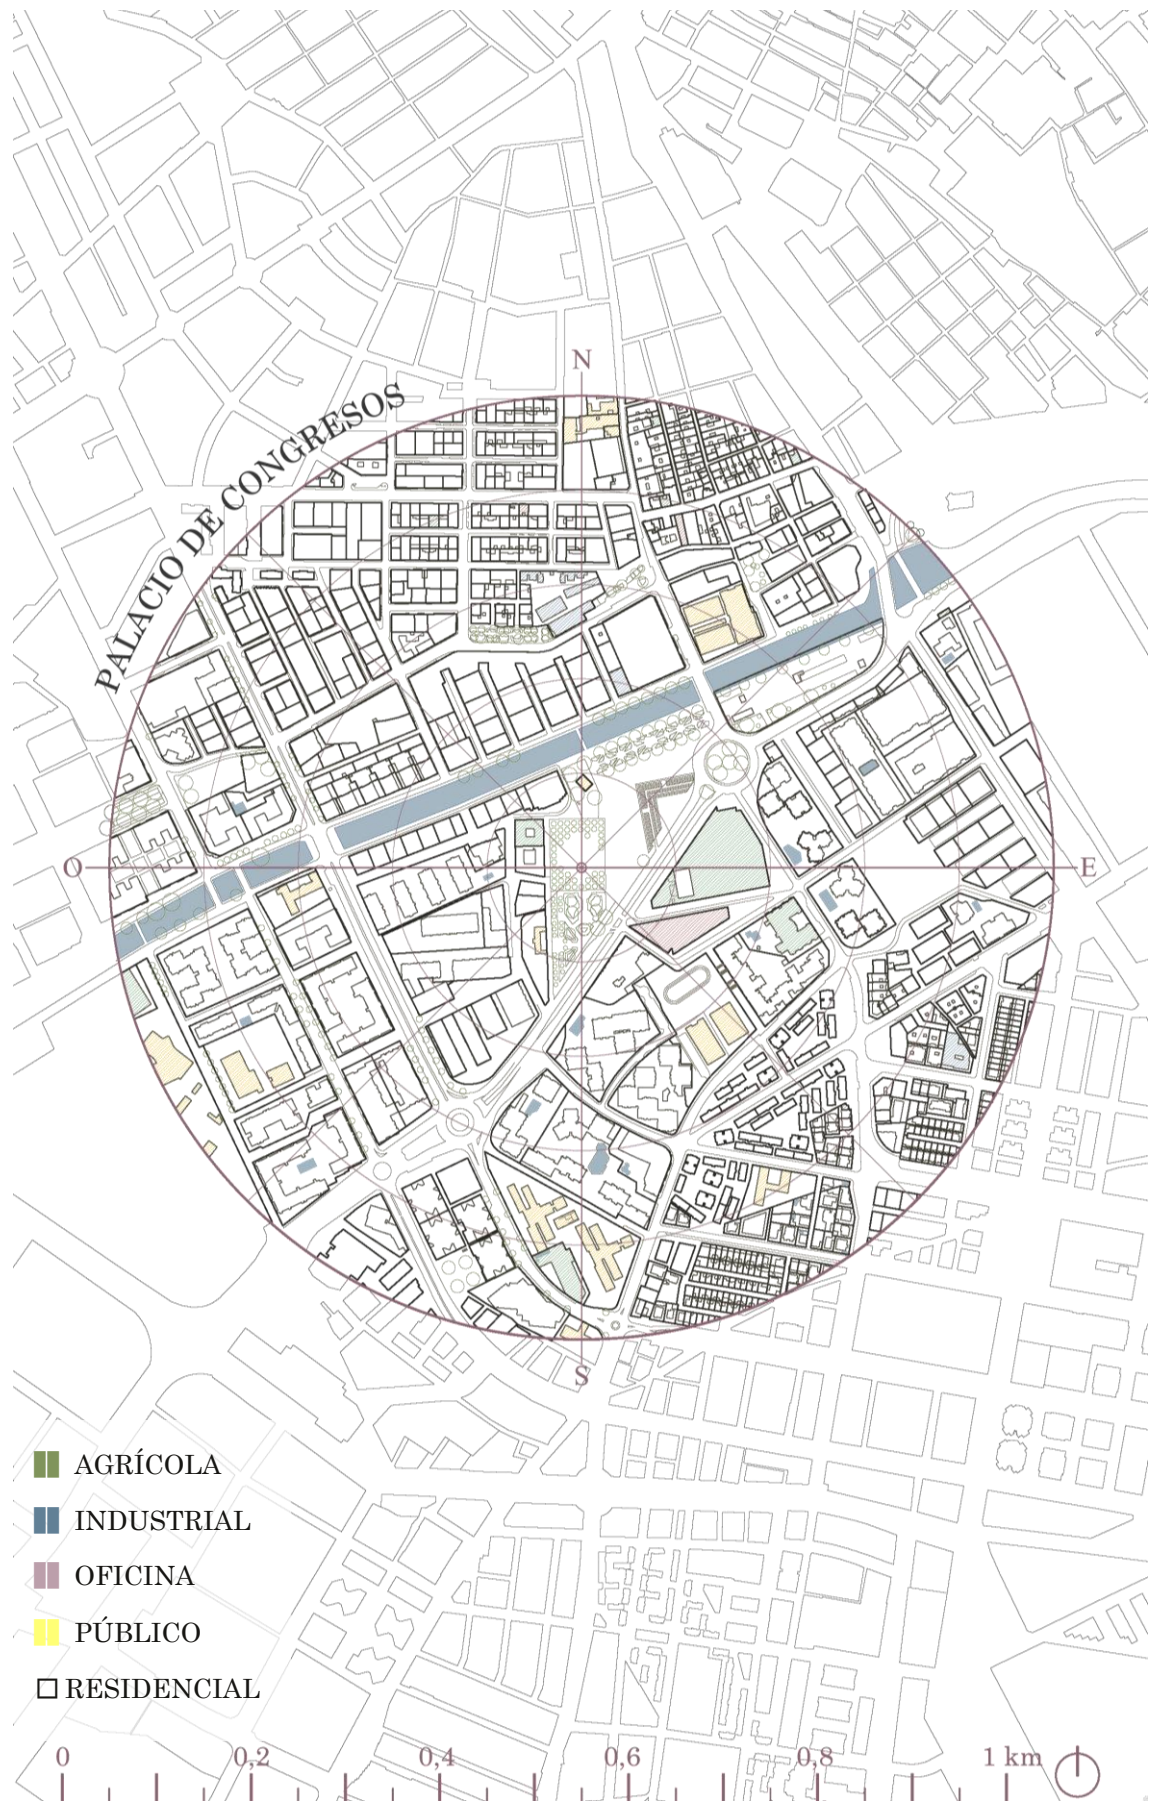 N
PALACIO DE CONGRESOS
O
E
S
AGRÍCOLA
INDUSTRIAL
OFICINA
PÚBLICO
RESIDENCIAL
0 0,2 0,4 0,6 0,8 1 km